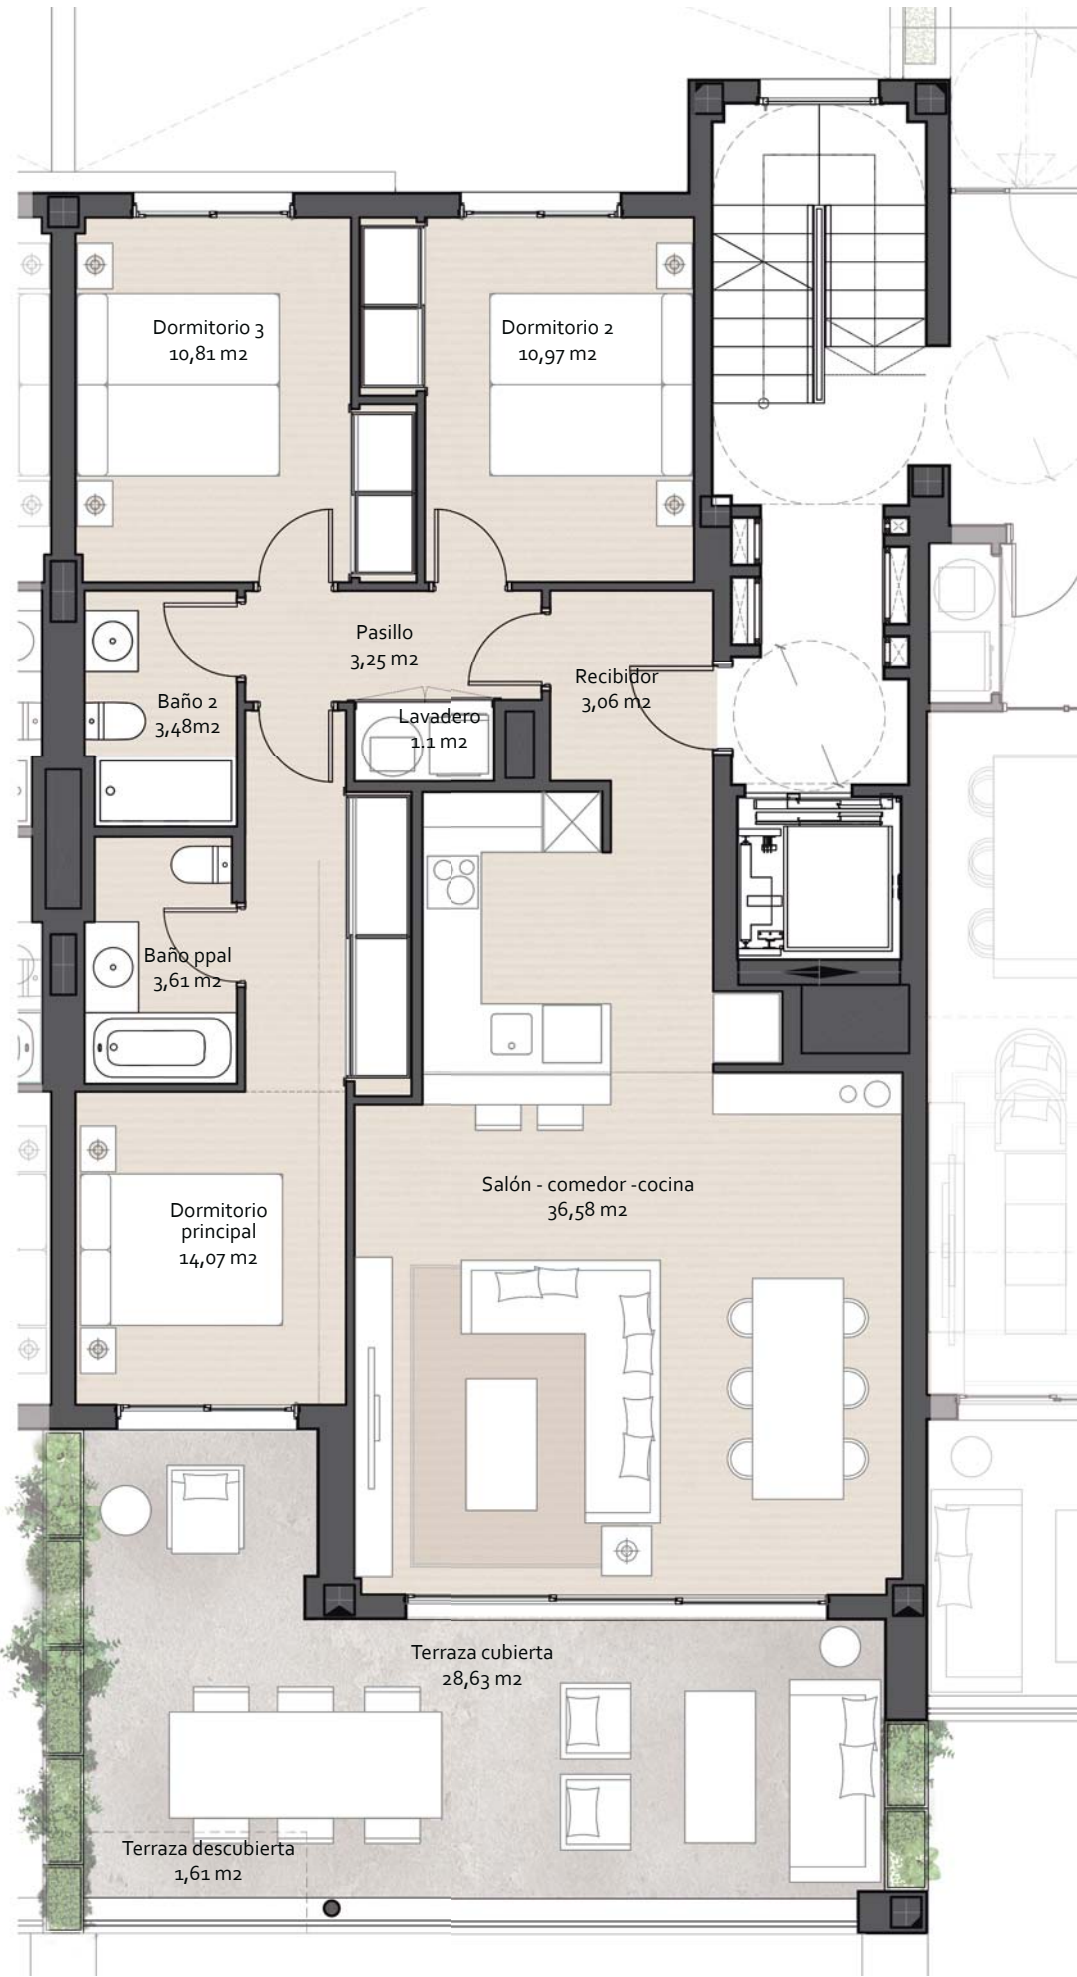 Dormitorio 3
10,81 m2
Dormitorio 2
10,97 m2
Pasillo
3,25 m2
Recibidor
3,06 m2
Baño 2
3,48m2
Lavadero
1.1 m2
Baño ppal
3,61 m2
Salón - comedor -cocina
36,58 m2
Dormitorio
principal
14,07 m2
Terraza cubierta
28,63 m2
Terraza descubierta
1,61 m2